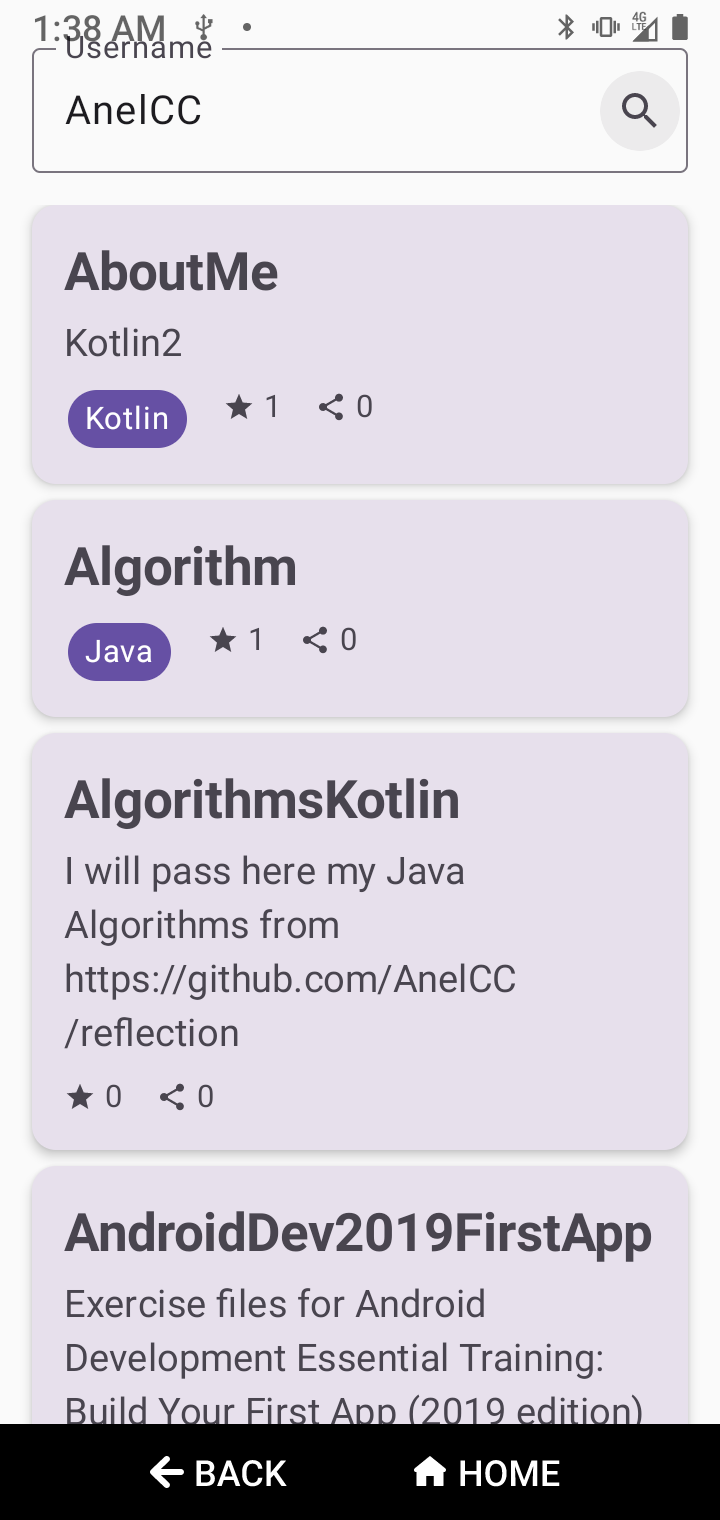 1:38 AM
4G
LTE
Username
AnelCC
AboutMe
Kotlin2
Kotlin 1 0
Algorithm
Java 1 0
AlgorithmsKotlin
I will pass here my Java
Algorithms from
https://github.com/AnelCC
/reflection
0 0
AndroidDev2019FirstApp
Exercise files for Android
Development Essential Training:
Build Your First App (2019 edition)
BACK HOME